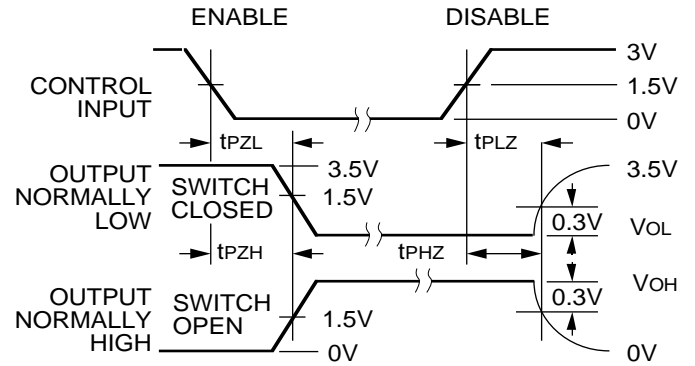 ENABLE
DISABLE
CONTROL
INPUT
3V
1.5V
0V
tPZL
tPLZ
OUTPUT
NORMALLY
LOW
SWITCH
CLOSED
3.5V
1.5V
3.5V
0.3V
VOL
tPZH
tPHZ
OUTPUT
NORMALLY
HIGH
SWITCH
OPEN
1.5V
0V
VOH
0.3V
0V